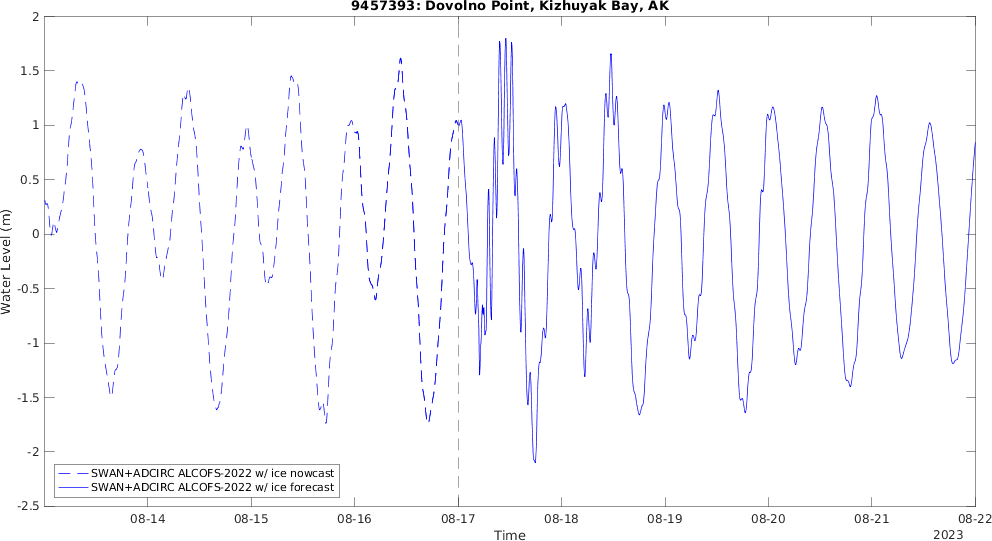 9457393: Dovolno Point, Kizhuyak Bay, AK
2
1.5
1
0.5
0
-0.5
-1
-1.5
-2
-2.5
Water Level (m)
SWAN+ADCIRC ALCOFS-2022 w/ ice nowcast
SWAN+ADCIRC ALCOFS-2022 w/ ice forecast
08-14 08-15 08-16 08-17 08-18 08-19 08-20 08-21 08-22
Time
2023